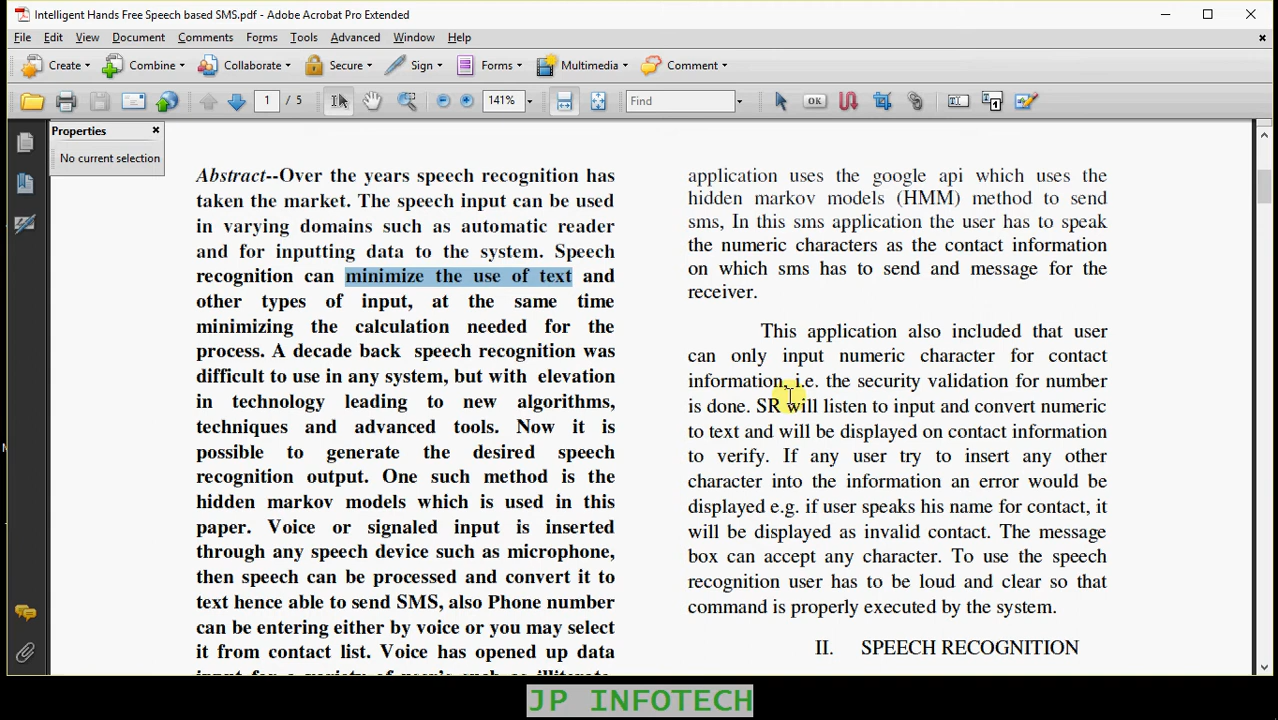 Intelligent Hands Free Speech based SMS.pdf - Adobe Acrobat Pro Extended
File Edit View Document Comments Forms Tools Advanced Window Help
Create Combine Collaborate Secure Sign Forms Multimedia Comment
1 / 5 141% Find OK
Properties
No current selection
Abstract--Over the years speech recognition has
taken the market. The speech input can be used
in varying domains such as automatic reader
and for inputting data to the system. Speech
recognition can minimize the use of text and
other types of input, at the same time
minimizing the calculation needed for the
process. A decade back speech recognition was
difficult to use in any system, but with elevation
in technology leading to new algorithms,
techniques and advanced tools. Now it is
possible to generate the desired speech
recognition output. One such method is the
hidden markov models which is used in this
paper. Voice or signaled input is inserted
through any speech device such as microphone,
then speech can be processed and convert it to
text hence able to send SMS, also Phone number
can be entering either by voice or you may select
it from contact list. Voice has opened up data
input for a variety of user's such as illiterate,
application uses the google api which uses the
hidden markov models (HMM) method to send
sms, In this sms application the user has to speak
the numeric characters as the contact information
on which sms has to send and message for the
receiver.
This application also included that user
can only input numeric character for contact
information, i.e. the security validation for number
is done. SR will listen to input and convert numeric
to text and will be displayed on contact information
to verify. If any user try to insert any other
character into the information an error would be
displayed e.g. if user speaks his name for contact, it
will be displayed as invalid contact. The message
box can accept any character. To use the speech
recognition user has to be loud and clear so that
command is properly executed by the system.
II. SPEECH RECOGNITION
JP INFOTECH